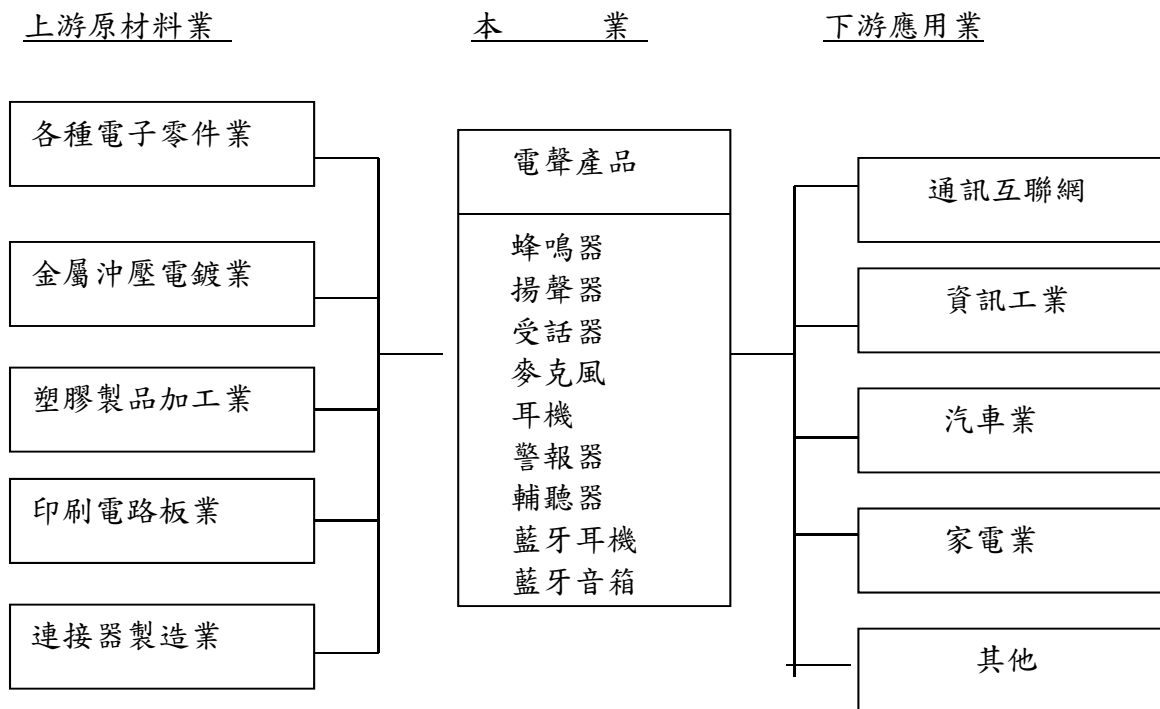 上游原材料業
本 業
下游應用業
各種電子零件業
金屬沖壓電鍍業
塑膠製品加工業
印刷電路板業
連接器製造業
電聲產品
蜂鳴器
揚聲器
受話器
麥克風
耳機
警報器
輔聽器
藍牙耳機
藍牙音箱
通訊互聯網
資訊工業
汽車業
家電業
其他